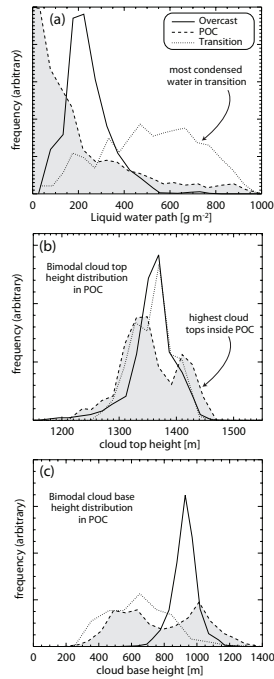 (a)
Overcast
POC
Transition
most condensed
water in transition
frequency (arbitrary)
0 200 400 600 800 1000
Liquid water path [g m-2]
(b)
Bimodal cloud top
height distribution
in POC
highest cloud
tops inside POC
frequency (arbitrary)
1200 1300 1400 1500
cloud top height [m]
(c)
Bimodal cloud base
height distribution
in POC
frequency (arbitrary)
0 200 400 600 800 1000 1200 1400
cloud base height [m]